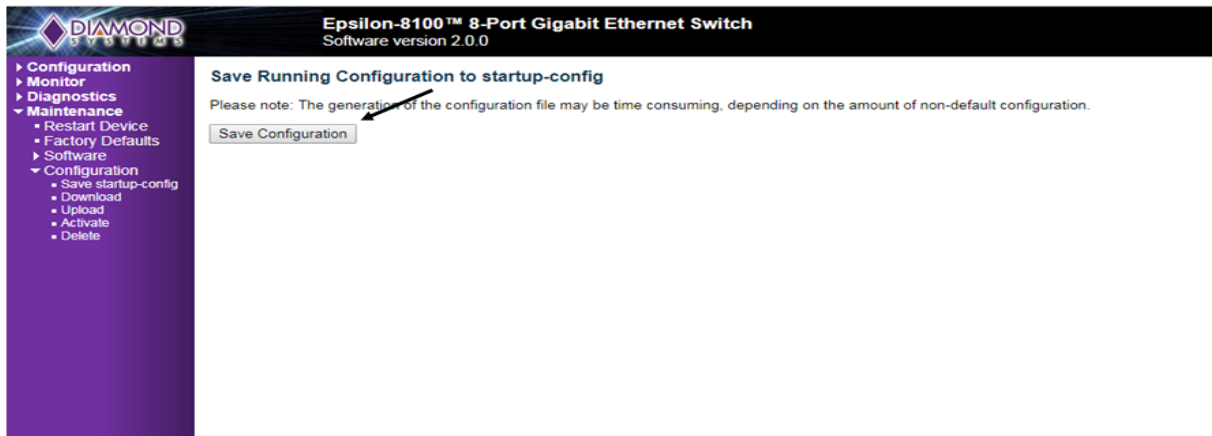 DIAMOND
SYSTEMS
Epsilon-8100™ 8-Port Gigabit Ethernet Switch
Software version 2.0.0
Configuration
Monitor
Diagnostics
Maintenance
Restart Device
Factory Defaults
Software
Configuration
Save startup-config
Download
Upload
Activate
Delete
Save Running Configuration to startup-config
Please note: The generation of the configuration file may be time consuming, depending on the amount of non-default configuration.
Save Configuration